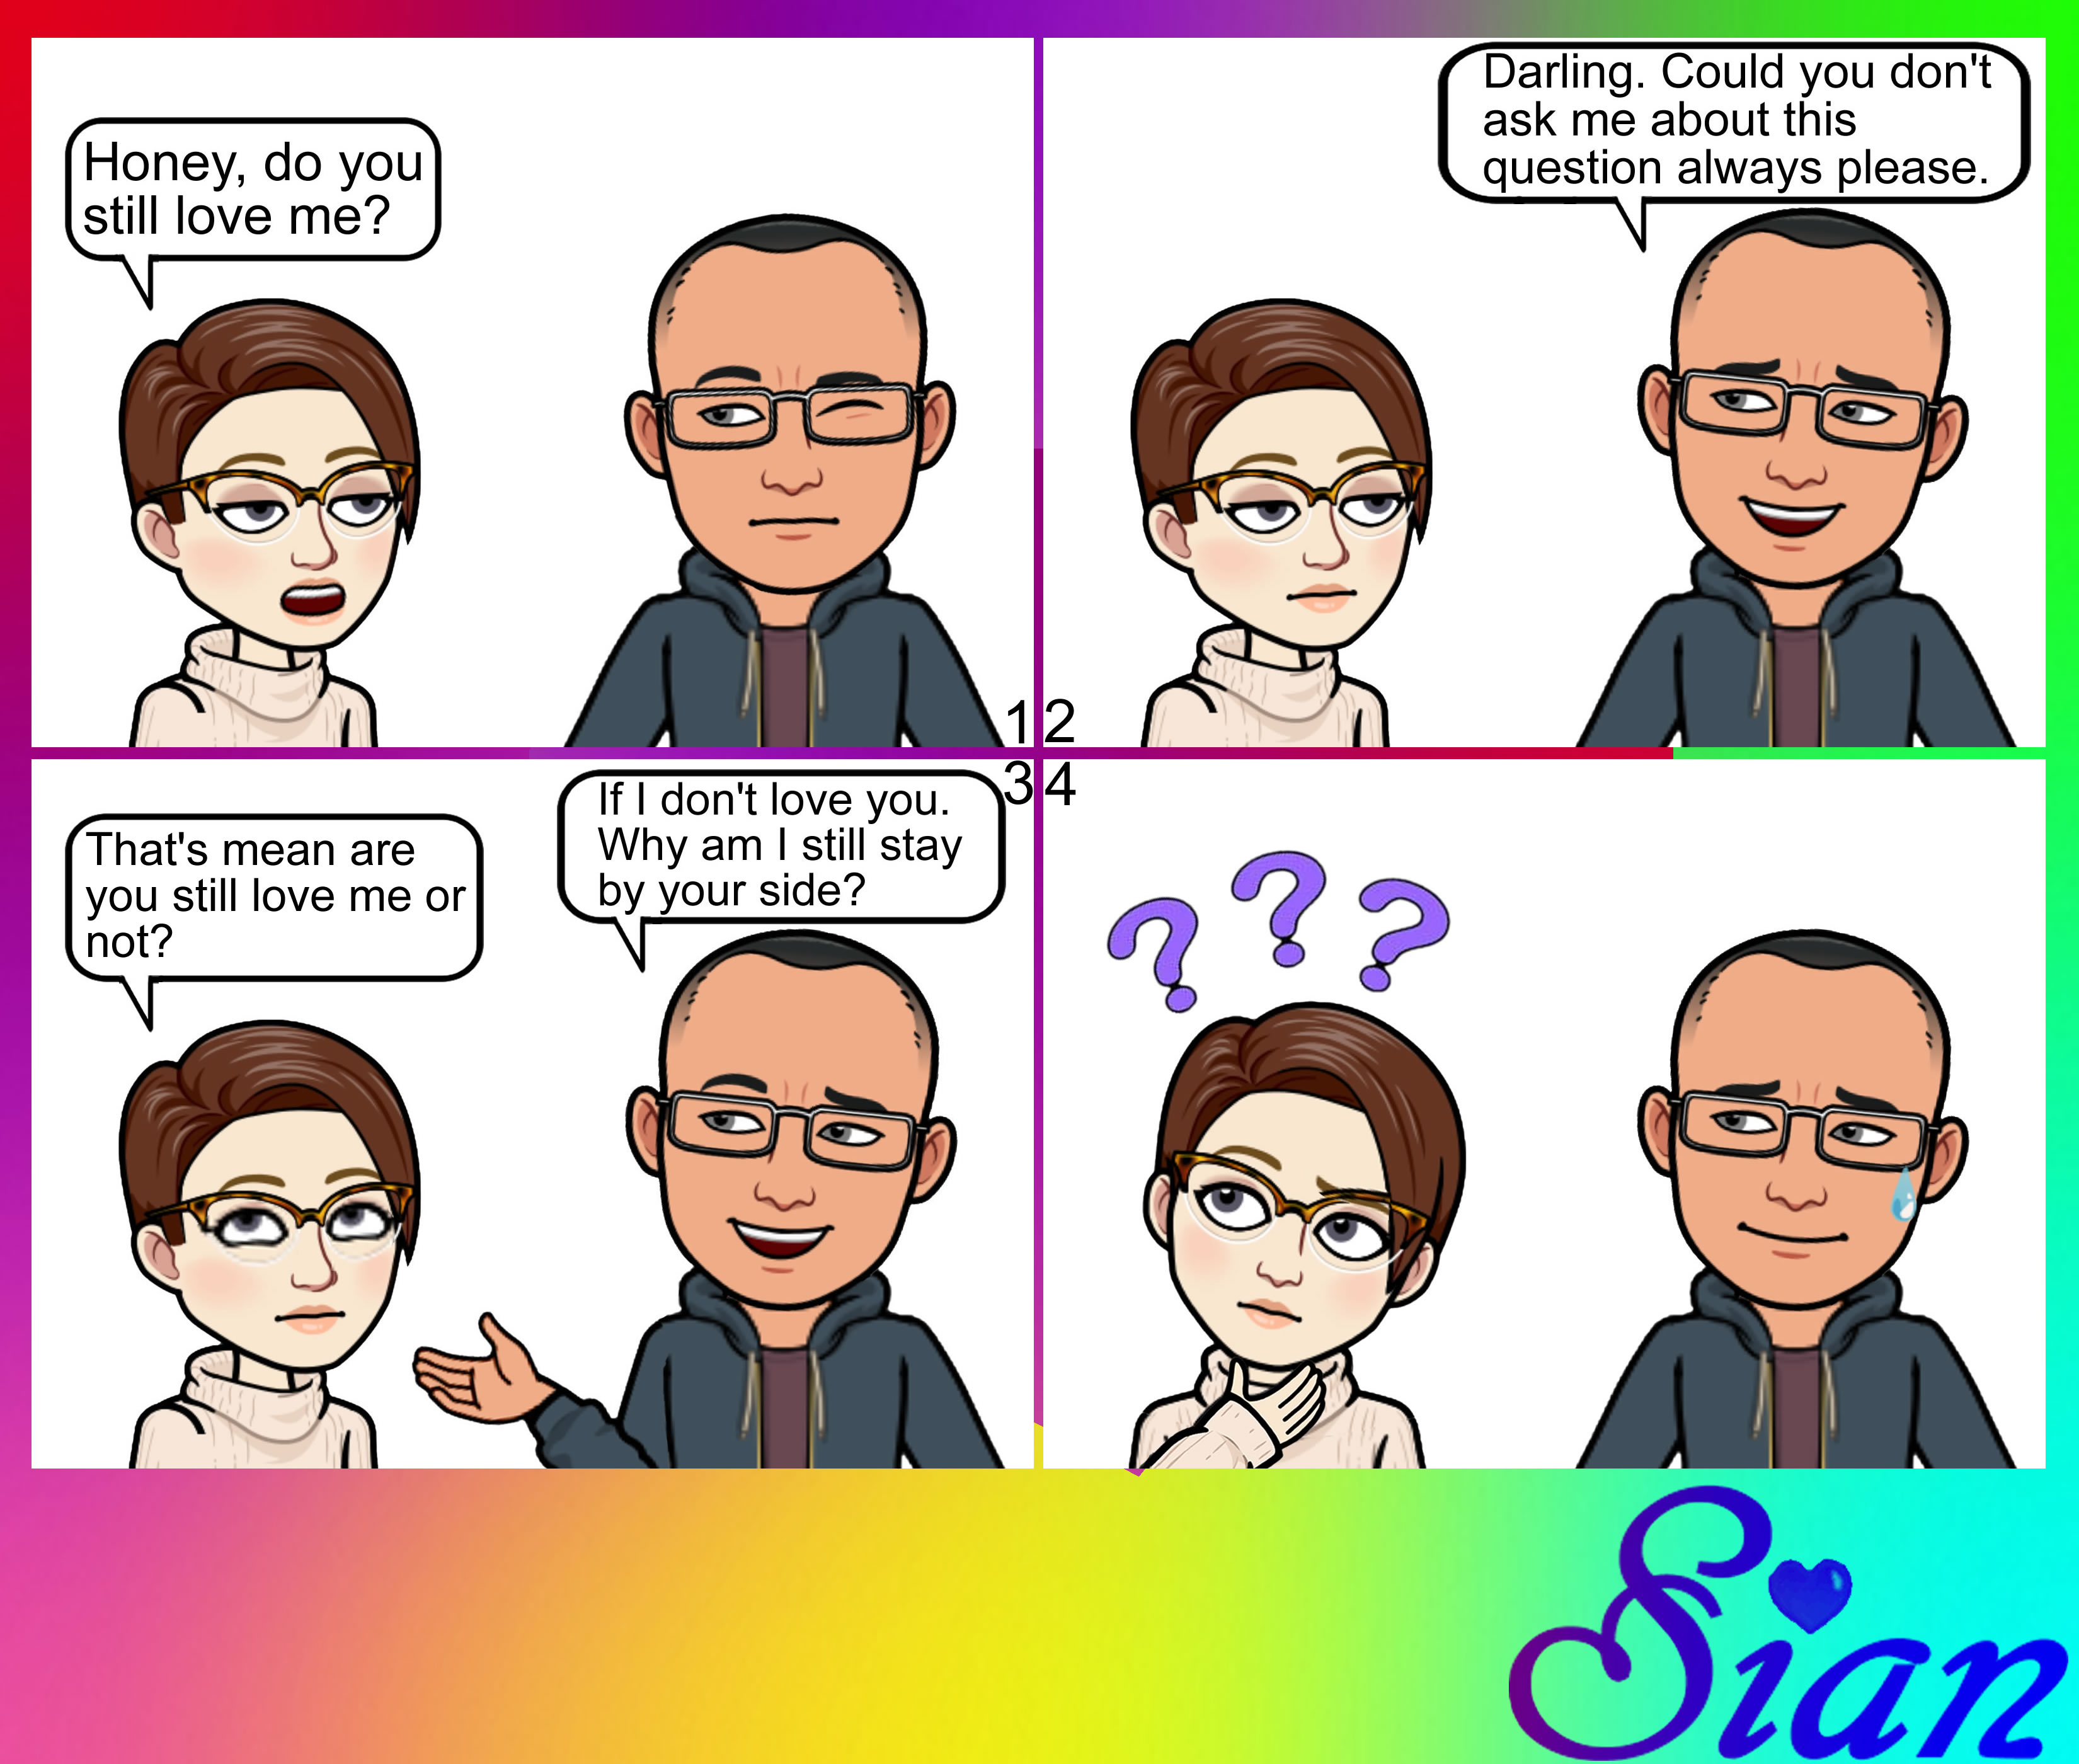 Honey, do you
still love me?
Darling. Could you don't
ask me about this
question always please.
1
2
That's mean are
you still love me or
not?
If I don't love you.
Why am I still stay
by your side?
3
4
???
Sian